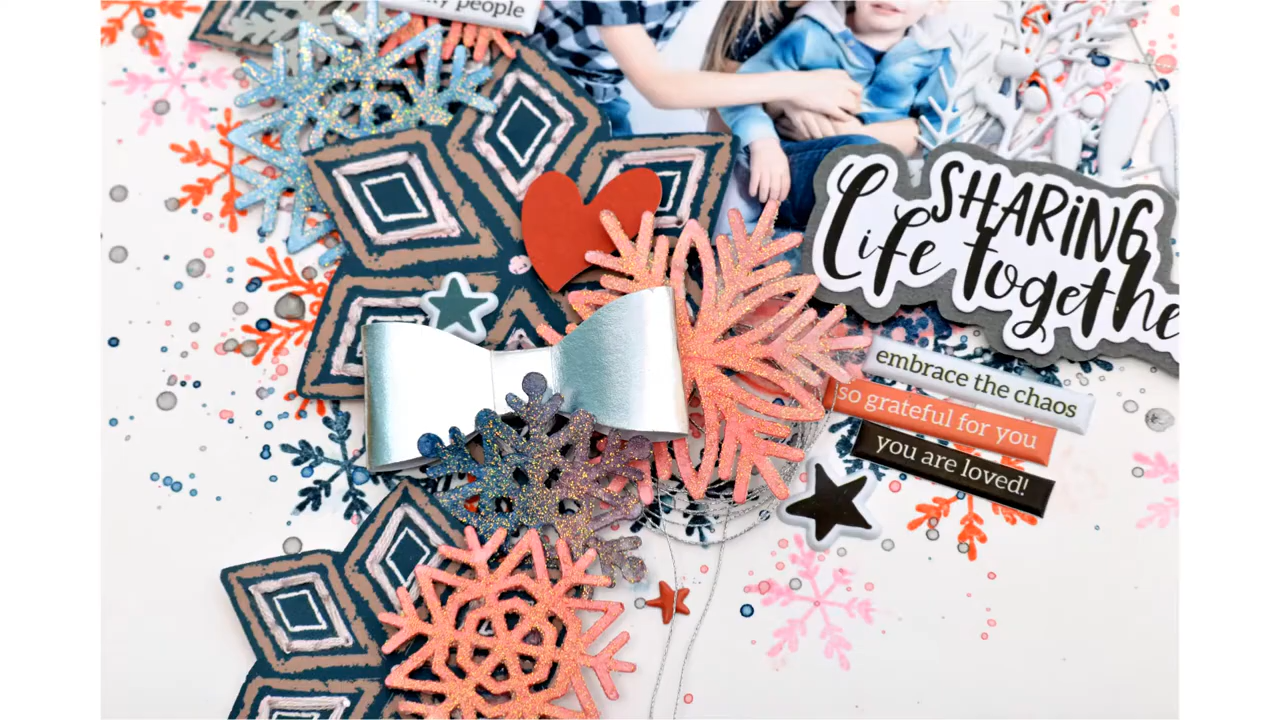 people
SHARING
Life togethe
embrace the chaos
so grateful for you
you are loved!